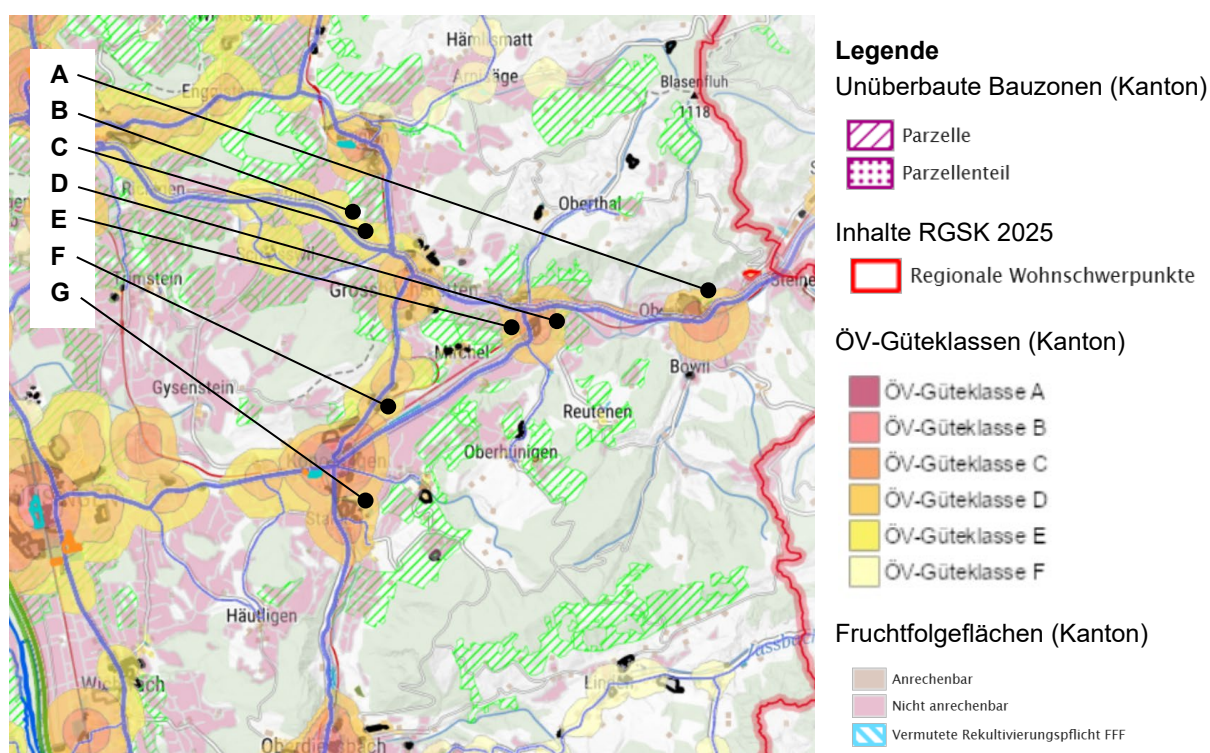 Hämlismatt
Arnisäge
Blasenfluh
1118
Enggistein
A
B
C
D
E
F
G
Oberthal
Trimstein
Grosshöchstetten
Mirchel
Bowil
Gysenstein
Reutenen
Oberhünigen
Häutligen
Linden
Oberdiessbach
Legende
Unüberbaute Bauzonen (Kanton)
Parzelle
Parzellenteil
Inhalte RGSK 2025
Regionale Wohnschwerpunkte
ÖV-Güteklassen (Kanton)
ÖV-Güteklasse A
ÖV-Güteklasse B
ÖV-Güteklasse C
ÖV-Güteklasse D
ÖV-Güteklasse E
ÖV-Güteklasse F
Fruchtfolgeflächen (Kanton)
Anrechenbar
Nicht anrechenbar
Vermutete Rekultivierungspflicht FFF